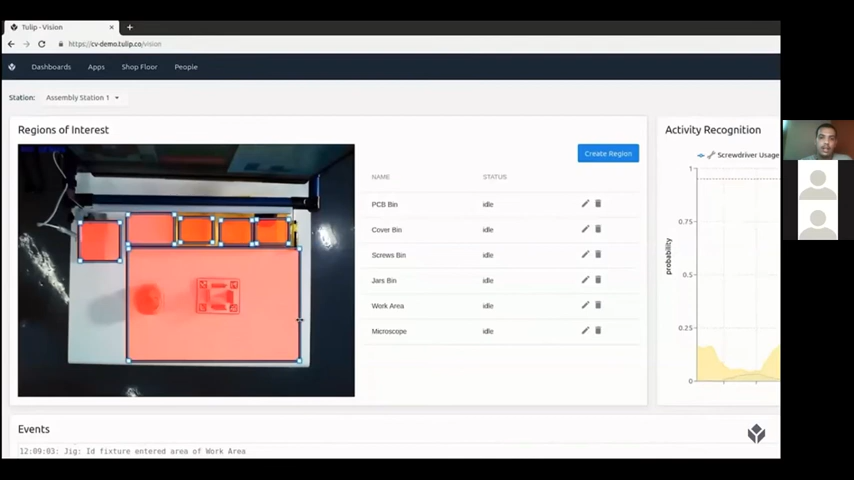 Tulip - Vision
https://cv-demo.tulip.co/vision
Dashboards Apps Shop Floor People
Station: Assembly Station 1
Regions of Interest
Create Region
NAME STATUS
PCB Bin idle
Cover Bin idle
Screws Bin idle
Jars Bin idle
Work Area idle
Microscope idle
Activity Recognition
Screwdriver Usage
1
0.75
0.5
0.25
0
probability
Events
12:09:03: Jig: Id fixture entered area of Work Area